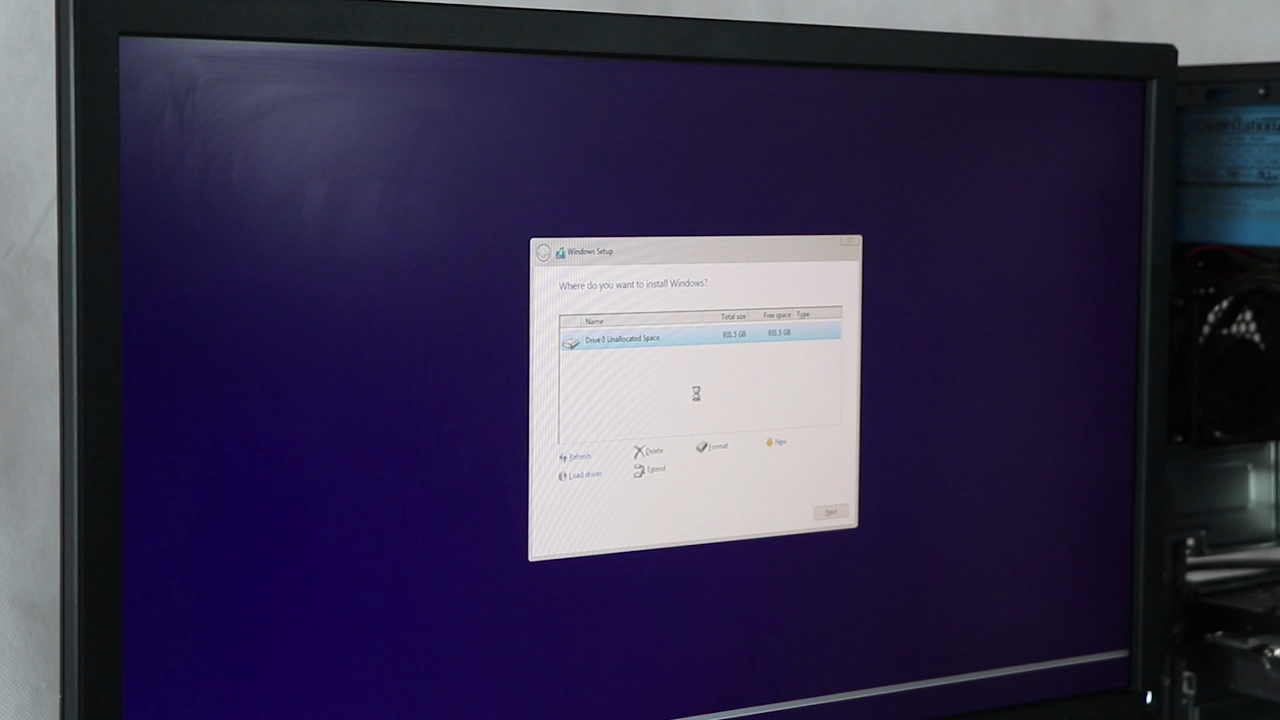 Windows Setup
Where do you want to install Windows?
Name Total size Free space Type
Drive 0 Unallocated Space 931.5 GB 931.5 GB
Refresh Delete Format New
Load driver Extend
Next